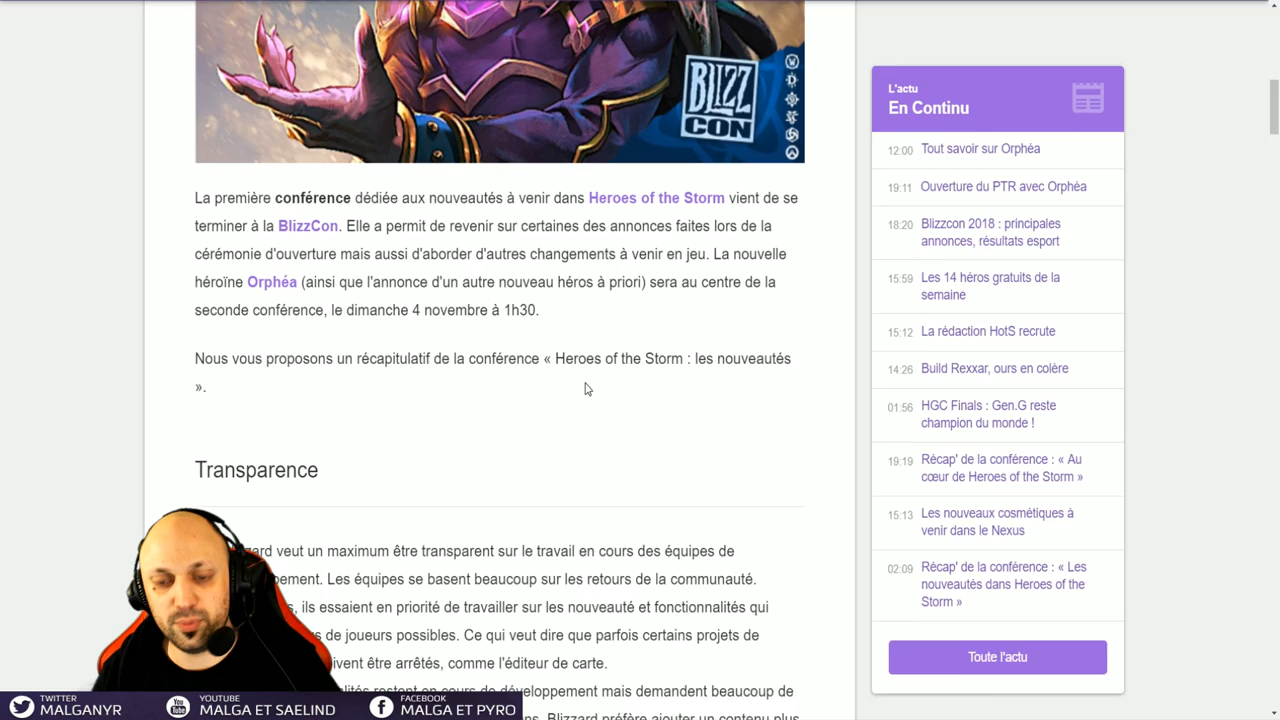 BLIZZ
CON
La première conférence dédiée aux nouveautés à venir dans Heroes of the Storm vient de se
terminer à la BlizzCon. Elle a permit de revenir sur certaines des annonces faites lors de la
cérémonie d'ouverture mais aussi d'aborder d'autres changements à venir en jeu. La nouvelle
héroïne Orphéa (ainsi que l'annonce d'un autre nouveau héros à priori) sera au centre de la
seconde conférence, le dimanche 4 novembre à 1h30.
Nous vous proposons un récapitulatif de la conférence « Heroes of the Storm : les nouveautés
».
Transparence
veut un maximum être transparent sur le travail en cours des équipes de
Les équipes se basent beaucoup sur les retours de la communauté.
ils essaient en priorité de travailler sur les nouveauté et fonctionnalités qui
de joueurs possibles. Ce qui veut dire que parfois certains projets de
être arrêtés, comme l'éditeur de carte.
restent en cours de développement mais demandent beaucoup de
Blizzard préfère ajouter un contenu plus
L'actu
En Continu
12:00 Tout savoir sur Orphéa
19:11 Ouverture du PTR avec Orphéa
18:20 Blizzcon 2018 : principales
annonces, résultats esport
15:59 Les 14 héros gratuits de la
semaine
15:12 La rédaction HotS recrute
14:26 Build Rexxar, ours en colère
01:56 HGC Finals : Gen.G reste
champion du monde !
19:19 Récap' de la conférence : « Au
cœur de Heroes of the Storm »
15:13 Les nouveaux cosmétiques à
venir dans le Nexus
02:09 Récap' de la conférence : « Les
nouveautés dans Heroes of the
Storm »
Toute l'actu
TWITTER
MALGANYR
YOUTUBE
MALGA ET SAELIND
FACEBOOK
MALGA ET PYRO